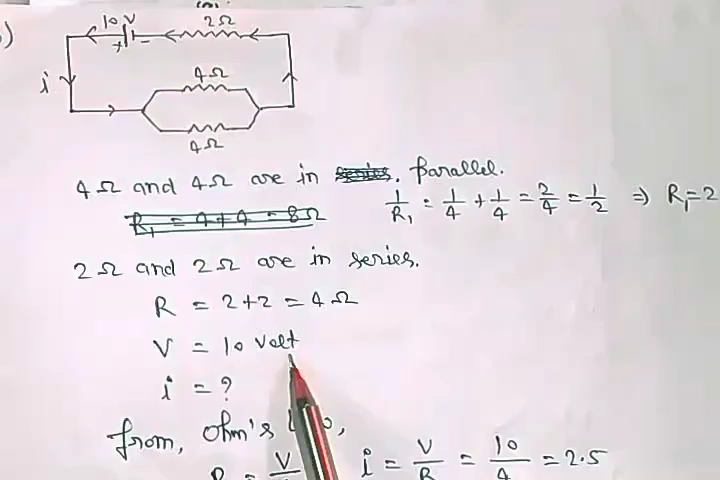 10 V 2Ω
+ -
i
4Ω
4Ω
4Ω and 4Ω are in parallel.
R₁ = 4+4 = 8Ω
1/R₁ = 1/4 + 1/4 = 2/4 = 1/2 ⇒ R₁=2
2Ω and 2Ω are in series.
R = 2+2 = 4Ω
V = 10 Volt
i = ?
from, ohm's
i = V/R = 10/4 = 2.5